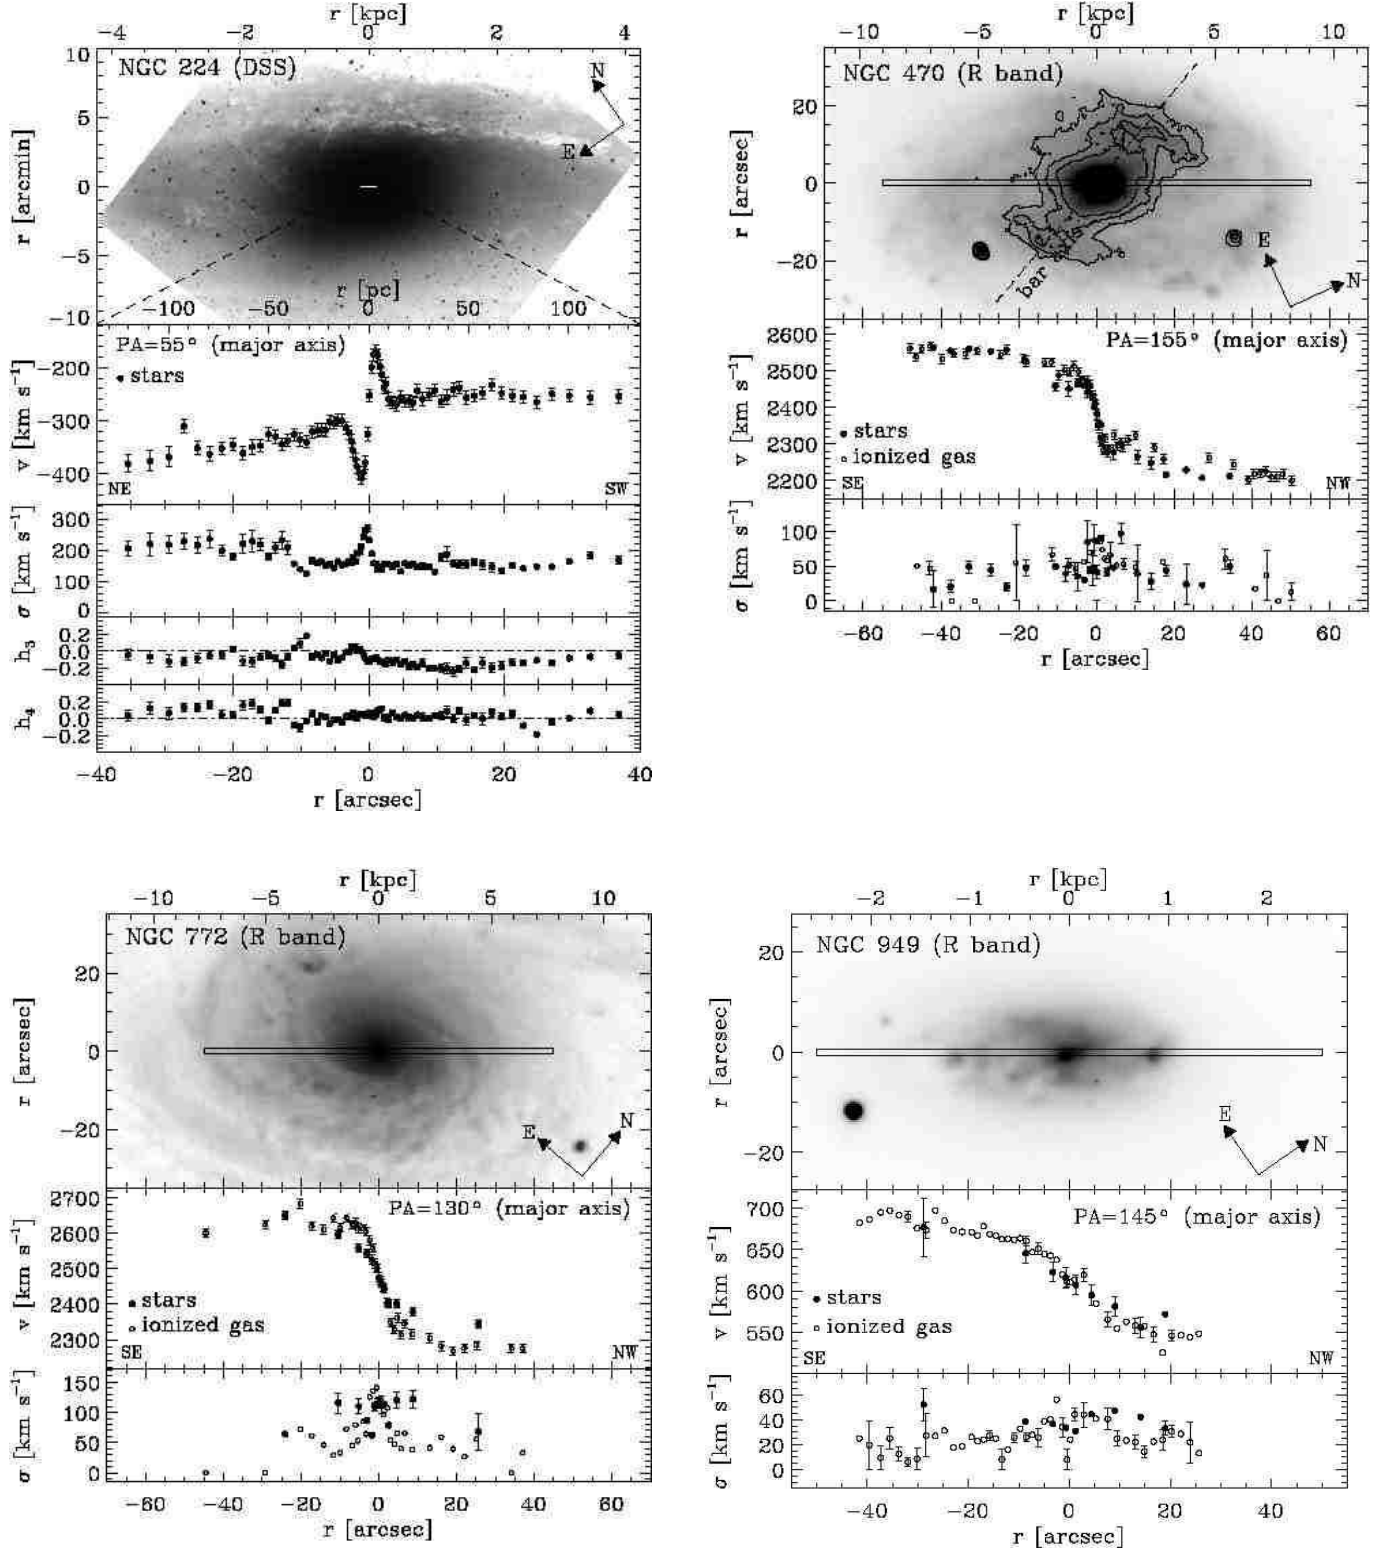 r [kpc]
−4 −2 0 2 4
NGC 224 (DSS)
N
E
10
5
0
−5
−10
r [arcmin]
r [pc]
−100 −50 0 50 100
PA=55° (major axis)
stars
−200
−300
−400
v [km s⁻¹]
NE SW
300
200
100
0
σ [km s⁻¹]
0.2
0.0
−0.2
h₃
0.2
0.0
−0.2
h₄
−40 −20 0 20 40
r [arcsec]
r [kpc]
−10 −5 0 5 10
NGC 470 (R band)
20
0
−20
r [arcsec]
bar
E
N
2600
2500
2400
2300
2200
v [km s⁻¹]
PA=155° (major axis)
stars
ionized gas
SE NW
100
50
0
σ [km s⁻¹]
−60 −40 −20 0 20 40 60
r [arcsec]
r [kpc]
−10 −5 0 5 10
NGC 772 (R band)
20
0
−20
r [arcsec]
E
N
2700
2600
2500
2400
2300
v [km s⁻¹]
PA=130° (major axis)
stars
ionized gas
SE NW
150
100
50
0
σ [km s⁻¹]
−60 −40 −20 0 20 40 60
r [arcsec]
r [kpc]
−2 −1 0 1 2
NGC 949 (R band)
20
0
−20
r [arcsec]
E
N
700
650
600
550
v [km s⁻¹]
PA=145° (major axis)
stars
ionized gas
SE NW
60
40
20
0
σ [km s⁻¹]
−40 −20 0 20 40
r [arcsec]